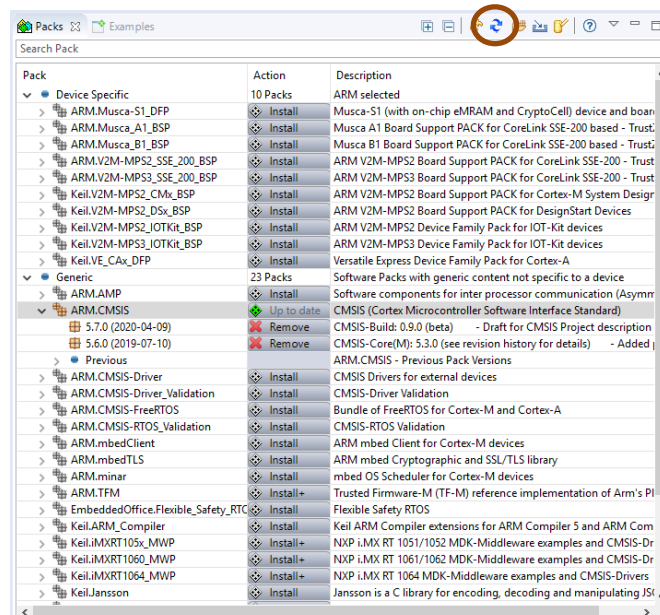 Packs Examples
Search Pack
Pack Action Description
Device Specific 10 Packs ARM selected
ARM.Musca-S1_DFP Install Musca-S1 (with on-chip eMRAM and CryptoCell) device and board
ARM.Musca_A1_BSP Install Musca A1 Board Support PACK for CoreLink SSE-200 based - TrustZ
ARM.Musca_B1_BSP Install Musca B1 Board Support PACK for CoreLink SSE-200 based - TrustZ
ARM.V2M-MPS2_SSE_200_BSP Install ARM V2M-MPS2 Board Support PACK for CoreLink SSE-200 - Trust
ARM.V2M-MPS3_SSE_200_BSP Install ARM V2M-MPS3 Board Support PACK for CoreLink SSE-200 - Trust
Keil.V2M-MPS2_CMx_BSP Install ARM V2M-MPS2 Board Support PACK for Cortex-M System Design
Keil.V2M-MPS2_DSx_BSP Install ARM V2M-MPS2 Board Support PACK for DesignStart Devices
Keil.V2M-MPS2_IOTKit_BSP Install ARM V2M-MPS2 Device Family Pack for IOT-Kit devices
Keil.V2M-MPS3_IOTKit_BSP Install ARM V2M-MPS3 Device Family Pack for IOT-Kit devices
Keil.VE_CAx_DFP Install Versatile Express Device Family Pack for Cortex-A
Generic 23 Packs Software Packs with generic content not specific to a device
ARM.AMP Install Software components for inter processor communication (Asymm
ARM.CMSIS Up to date CMSIS (Cortex Microcontroller Software Interface Standard)
5.7.0 (2020-04-09) Remove CMSIS-Build: 0.9.0 (beta) - Draft for CMSIS Project description
5.6.0 (2019-07-10) Remove CMSIS-Core(M): 5.3.0 (see revision history for details) - Added
Previous ARM.CMSIS - Previous Pack Versions
ARM.CMSIS-Driver Install CMSIS Drivers for external devices
ARM.CMSIS-Driver_Validation Install CMSIS-Driver Validation
ARM.CMSIS-FreeRTOS Install Bundle of FreeRTOS for Cortex-M and Cortex-A
ARM.CMSIS-RTOS_Validation Install CMSIS-RTOS Validation
ARM.mbedClient Install ARM mbed Client for Cortex-M devices
ARM.mbedTLS Install ARM mbed Cryptographic and SSL/TLS library
ARM.minar Install mbed OS Scheduler for Cortex-M devices
ARM.TFM Install+ Trusted Firmware-M (TF-M) reference implementation of Arm's Pl
EmbeddedOffice.Flexible_Safety_RTO Install Flexible Safety RTOS
Keil.ARM_Compiler Install Keil ARM Compiler extensions for ARM Compiler 5 and ARM Com
Keil.iMXRT105x_MWP Install+ NXP i.MX RT 1051/1052 MDK-Middleware examples and CMSIS-Dr
Keil.iMXRT1060_MWP Install+ NXP i.MX RT 1061/1062 MDK-Middleware examples and CMSIS-Dr
Keil.iMXRT1064_MWP Install+ NXP i.MX RT 1064 MDK-Middleware examples and CMSIS-Drivers
Keil.Jansson Install Jansson is a C library for encoding, decoding and manipulating JSO